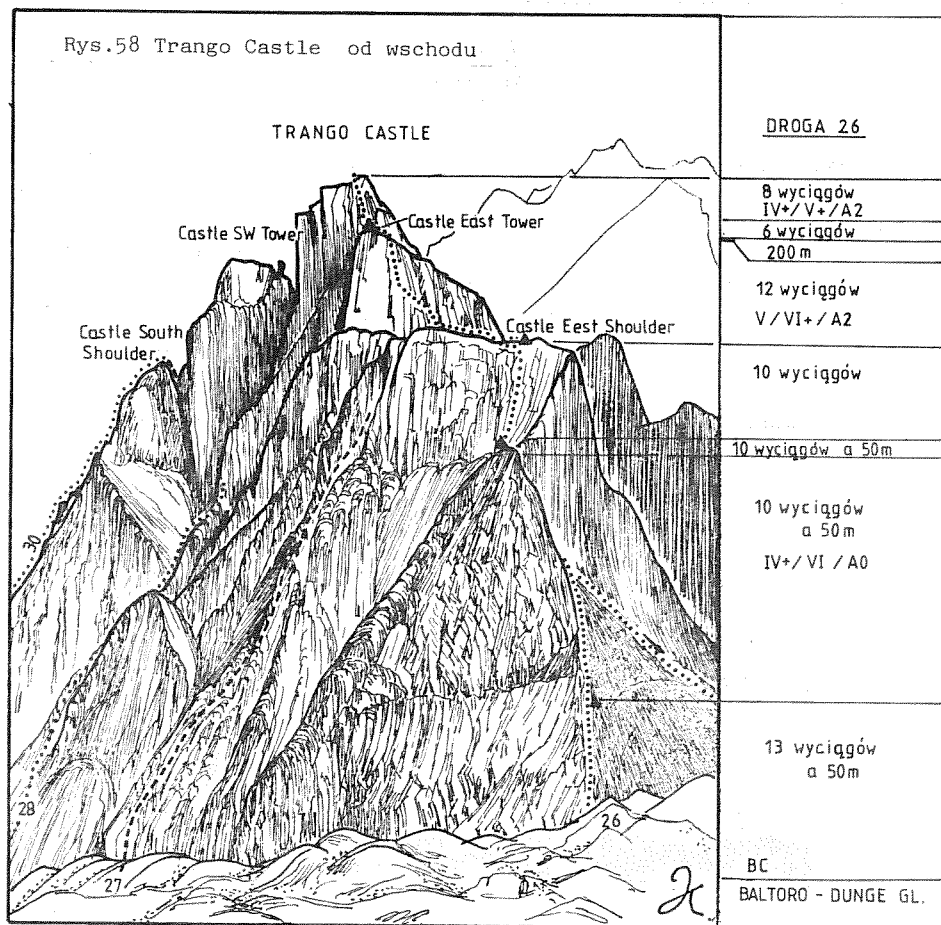 Rys.58 Trango Castle od wschodu
TRANGO CASTLE
Castle SW Tower
Castle East Tower
Castle South
Shoulder
Castle Eest Shoulder
30
28
27
26
DROGA 26
8 wyciągów
IV+/V+/A2
6 wyciągów
200m
12 wyciągów
V/VI+/A2
10 wyciągów
10 wyciągów a 50m
10 wyciągów
a 50m
IV+/VI/A0
13 wyciągów
a 50m
BC
BALTORO - DUNGE GL.